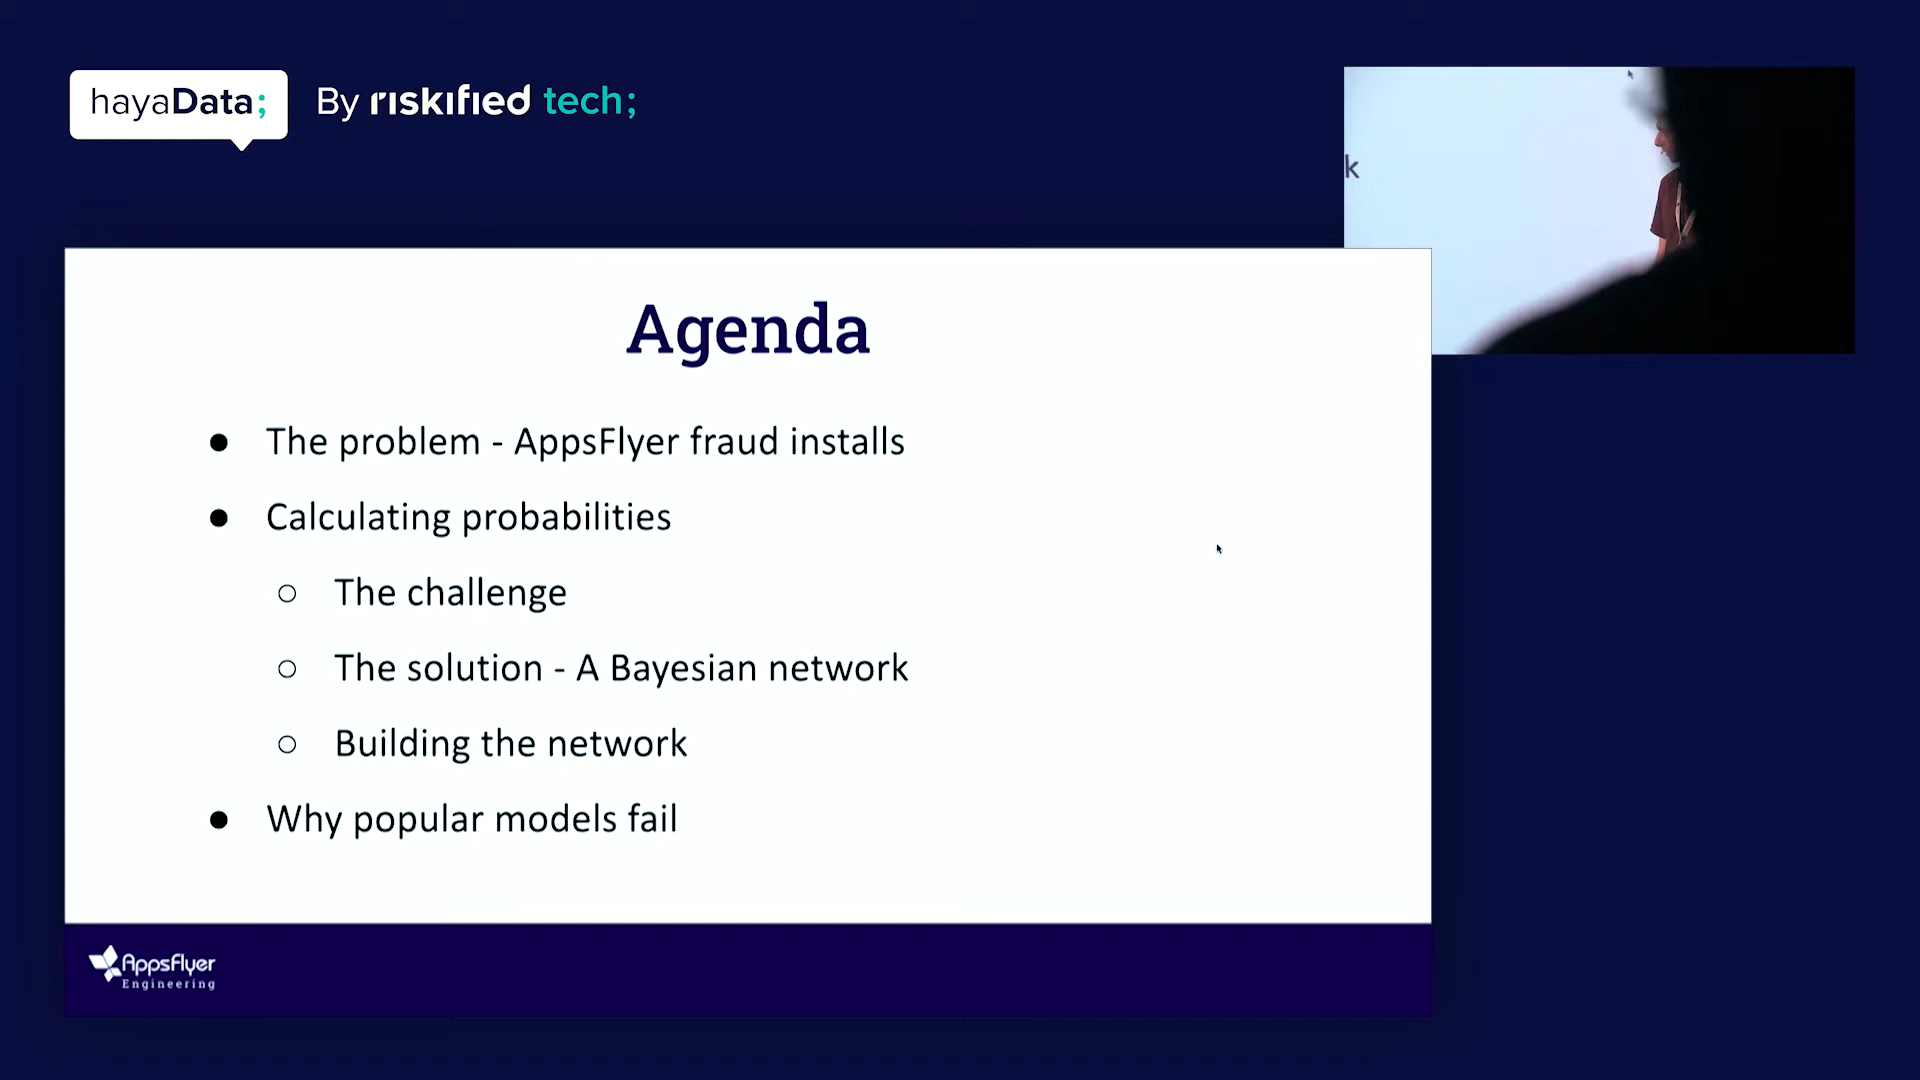 hayaData; By riskified tech;
k
Agenda
● The problem - AppsFlyer fraud installs
● Calculating probabilities
○ The challenge
○ The solution - A Bayesian network
○ Building the network
● Why popular models fail
AppsFlyer
Engineering